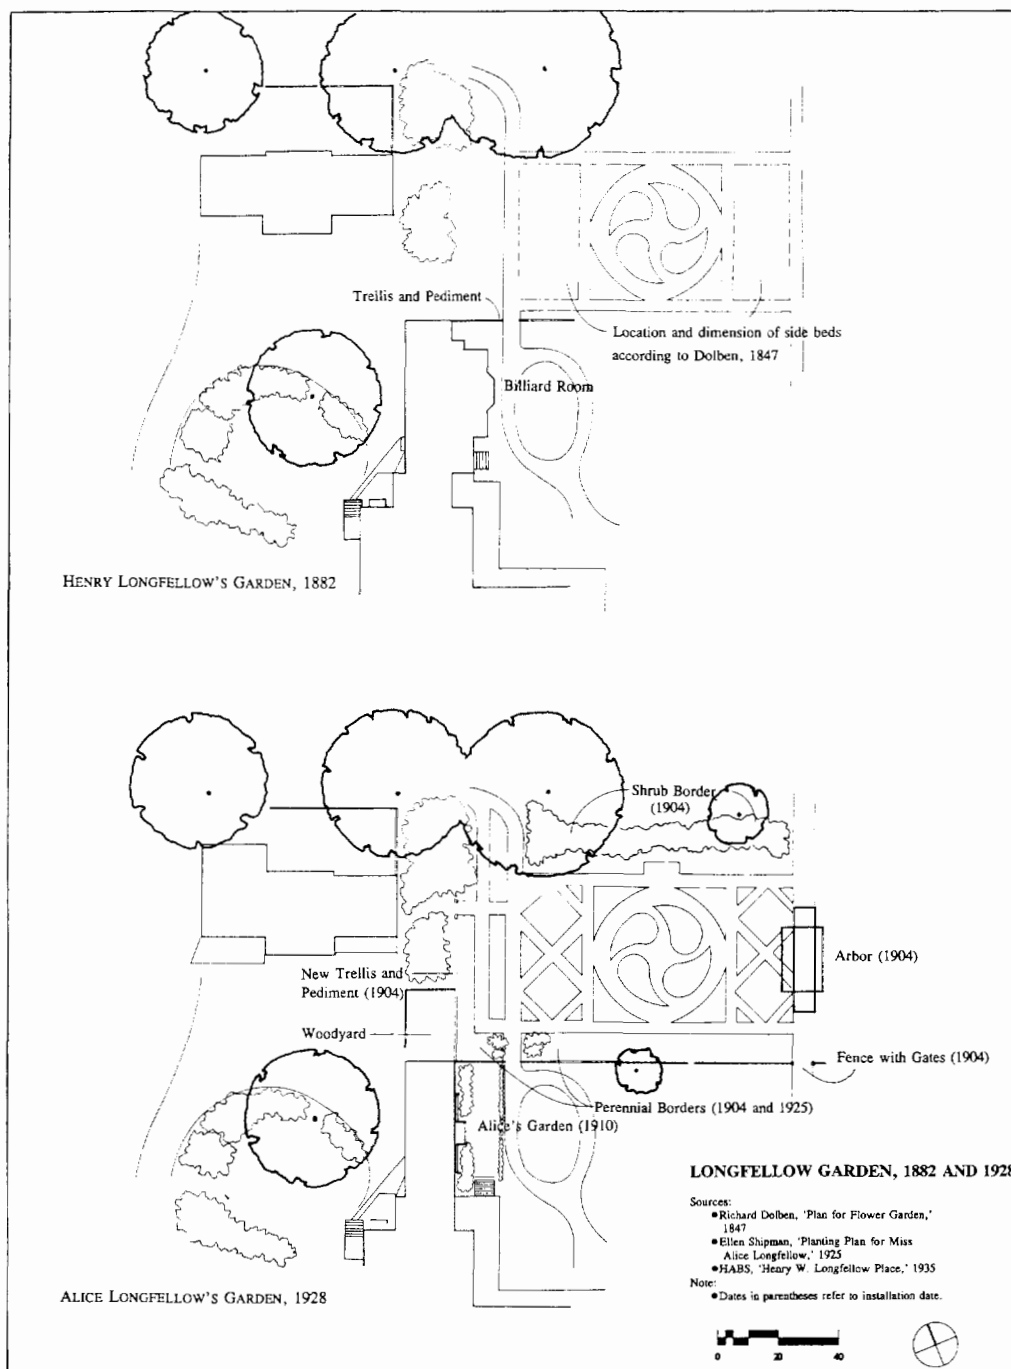 Trellis and Pediment
Location and dimension of side beds
according to Dolben, 1847
Billiard Room
HENRY LONGFELLOW'S GARDEN, 1882
Shrub Border
(1904)
Arbor (1904)
New Trellis and
Pediment (1904)
Woodyard
Fence with Gates (1904)
Perennial Borders (1904 and 1925)
Alice's Garden (1910)
LONGFELLOW GARDEN, 1882 AND 1928
Sources:
●Richard Dolben, 'Plan for Flower Garden,'
1847
●Ellen Shipman, 'Planting Plan for Miss
Alice Longfellow,' 1925
●HABS, 'Henry W. Longfellow Place,' 1935
Note:
●Dates in parentheses refer to installation date.
ALICE LONGFELLOW'S GARDEN, 1928
0 20 40